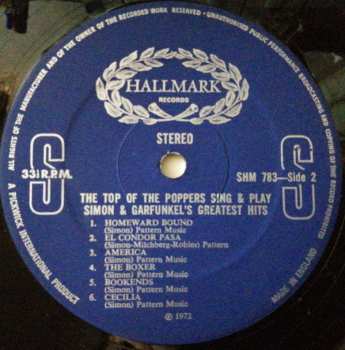 ALL RIGHTS OF THE MANUFACTURER AND OF THE OWNER OF THE RECORDED WORK RESERVED • UNAUTHORISED PUBLIC PERFORMANCE BROADCASTING AND COPYING OF THIS RECORD PROHIBITED
HALLMARK
RECORDS
STEREO
S
S
33⅓ R.P.M.
SHM 783—Side 2
THE TOP OF THE POPPERS SING & PLAY
SIMON & GARFUNKEL'S GREATEST HITS
1. HOMEWARD BOUND
(Simon) Pattern Music
2. EL CONDOR PASA
(Simon-Milchberg-Robles) Pattern
3. AMERICA
(Simon) Pattern Music
4. THE BOXER
(Simon) Pattern Music
5. BOOKENDS
(Simon) Pattern Music
6. CECILIA
(Simon) Pattern Music
℗ 1972
A PICKWICK INTERNATIONAL PRODUCT
MADE IN ENGLAND